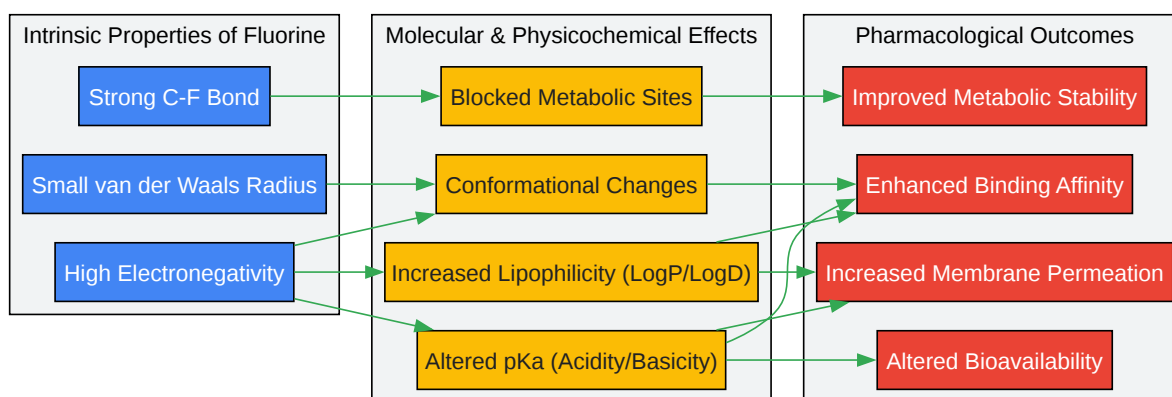 Intrinsic Properties of Fluorine
Strong C-F Bond
Small van der Waals Radius
High Electronegativity
Molecular & Physicochemical Effects
Blocked Metabolic Sites
Conformational Changes
Increased Lipophilicity (LogP/LogD)
Altered pKa (Acidity/Basicity)
Pharmacological Outcomes
Improved Metabolic Stability
Enhanced Binding Affinity
Increased Membrane Permeation
Altered Bioavailability